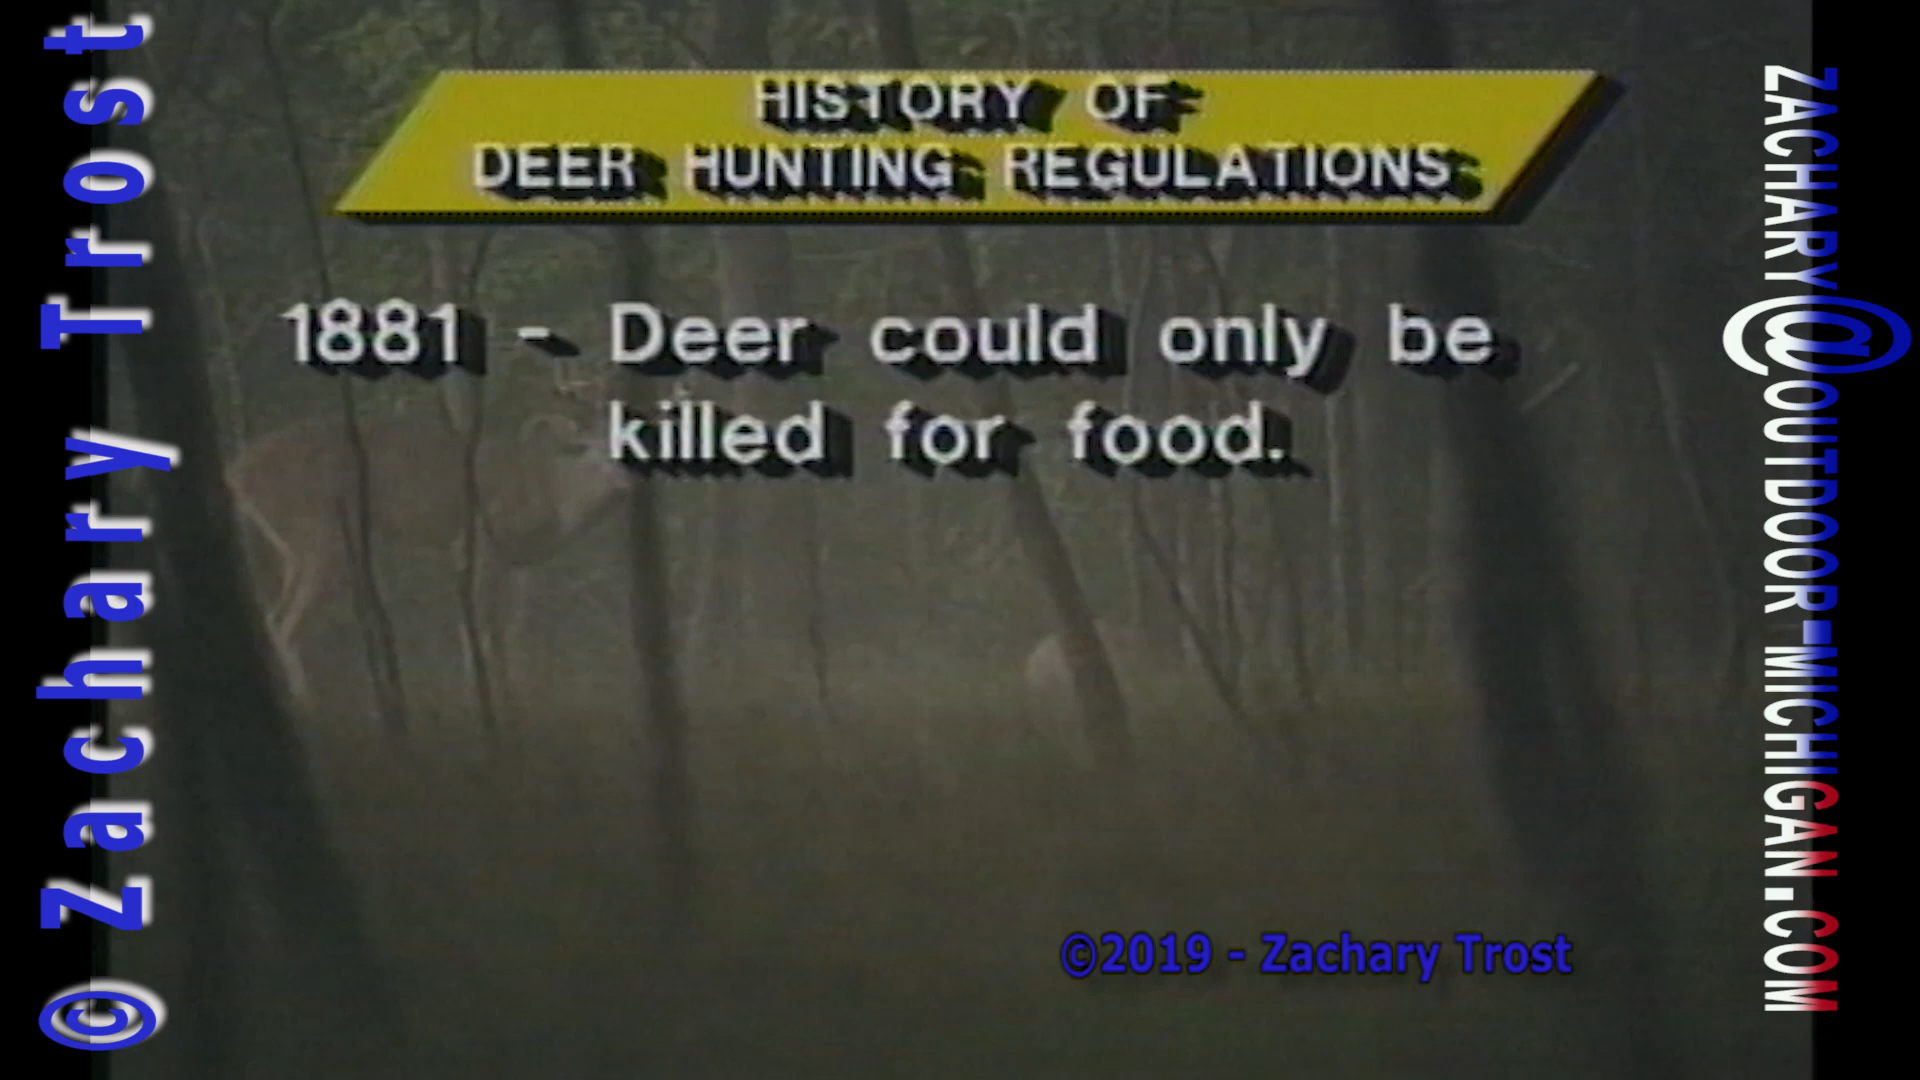 HISTORY OF
DEER HUNTING REGULATIONS
1881 - Deer could only be
killed for food.
©2019 - Zachary Trost
© Zachary Trost
ZACHARY@OUTDOOR-MICHIGAN.COM